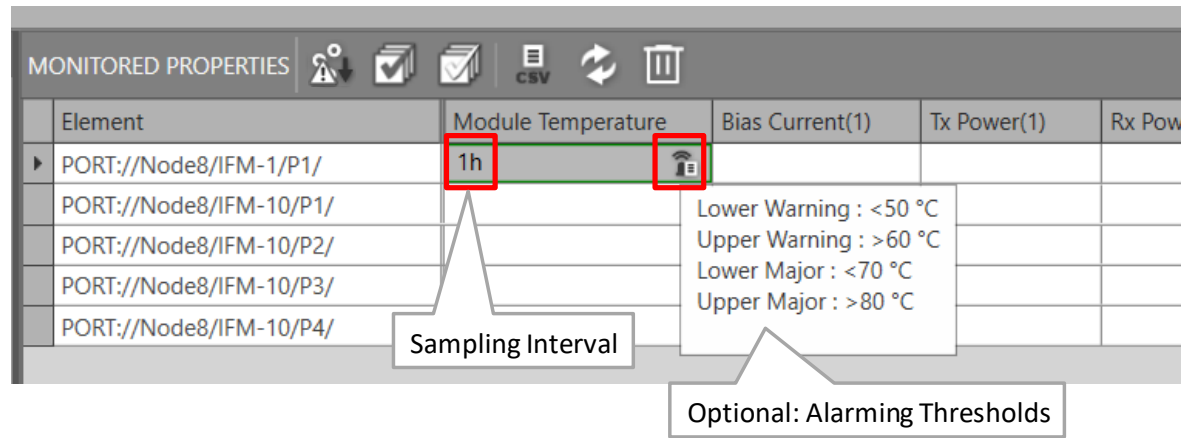 MONITORED PROPERTIES
CSV
Element Module Temperature Bias Current(1) Tx Power(1) Rx Pow
PORT://Node8/IFM-1/P1/ 1h
PORT://Node8/IFM-10/P1/
PORT://Node8/IFM-10/P2/
PORT://Node8/IFM-10/P3/
PORT://Node8/IFM-10/P4/
Lower Warning : <50 °C
Upper Warning : >60 °C
Lower Major : <70 °C
Upper Major : >80 °C
Sampling Interval
Optional: Alarming Thresholds